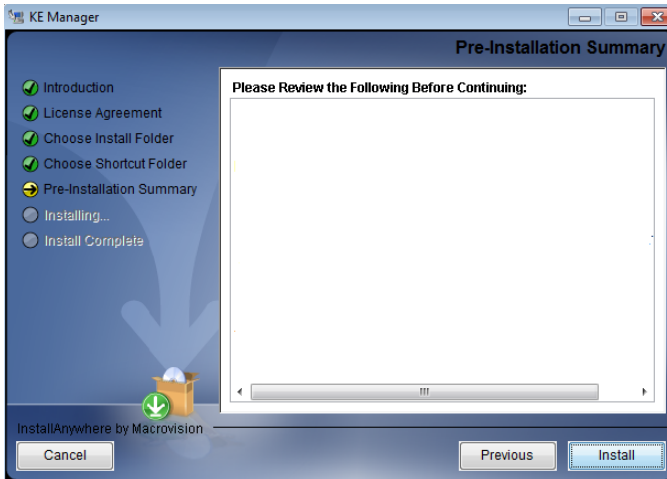 KE Manager
Pre-Installation Summary
Introduction
License Agreement
Choose Install Folder
Choose Shortcut Folder
Pre-Installation Summary
Installing...
Install Complete
Please Review the Following Before Continuing:
InstallAnywhere by Macrovision
Cancel
Previous
Install